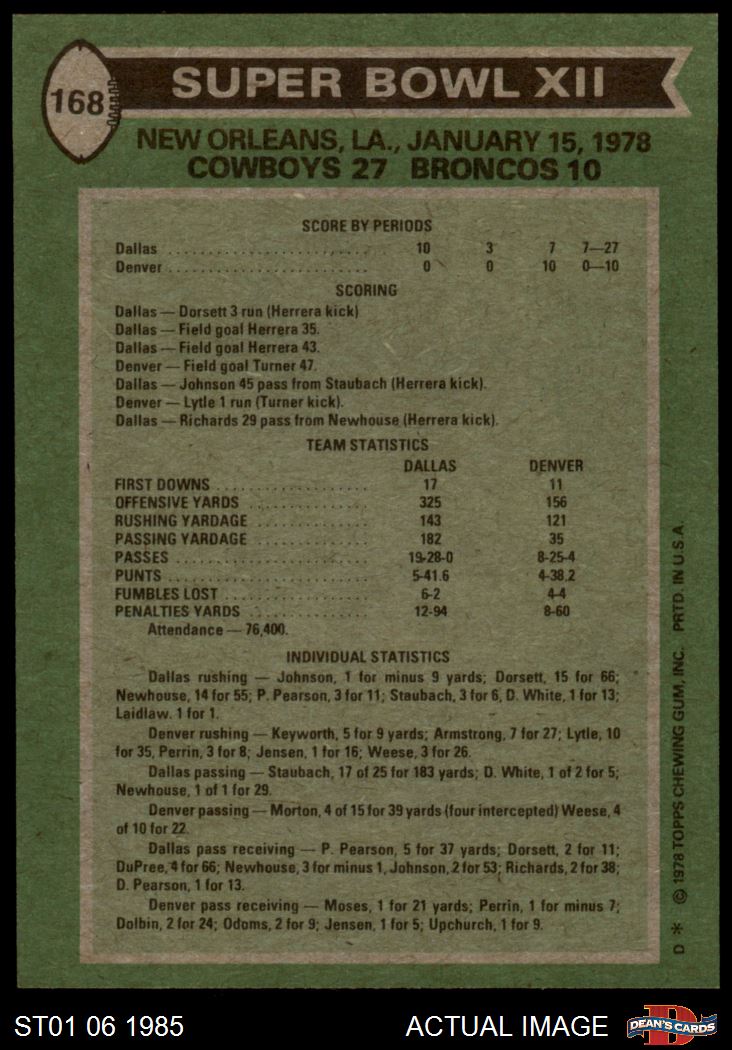 168
SUPER BOWL XII
NEW ORLEANS, LA., JANUARY 15, 1978
COWBOYS 27 BRONCOS 10
SCORE BY PERIODS
Dallas . . . . . . . . . . . . . . . . . . . . . . . . . 10 3 7 7—27
Denver . . . . . . . . . . . . . . . . . . . . . . . . . 0 0 10 0—10
SCORING
Dallas — Dorsett 3 run (Herrera kick)
Dallas — Field goal Herrera 35.
Dallas — Field goal Herrera 43.
Denver — Field goal Turner 47.
Dallas — Johnson 45 pass from Staubach (Herrera kick).
Denver — Lytle 1 run (Turner kick).
Dallas — Richards 29 pass from Newhouse (Herrera kick).
TEAM STATISTICS
DALLAS DENVER
FIRST DOWNS . . . . . . . . . . . . . . . . . . . 17 11
OFFENSIVE YARDS . . . . . . . . . . . . . . . 325 156
RUSHING YARDAGE . . . . . . . . . . . . . . 143 121
PASSING YARDAGE . . . . . . . . . . . . . . 182 35
PASSES . . . . . . . . . . . . . . . . . . . . . . . . 19-28-0 8-25-4
PUNTS . . . . . . . . . . . . . . . . . . . . . . . . . 5-41.6 4-38.2
FUMBLES LOST . . . . . . . . . . . . . . . . . . 6-2 4-4
PENALTIES YARDS . . . . . . . . . . . . . . . 12-94 8-60
Attendance — 76,400.
INDIVIDUAL STATISTICS
Dallas rushing — Johnson, 1 for minus 9 yards; Dorsett, 15 for 66;
Newhouse, 14 for 55; P. Pearson, 3 for 11; Staubach, 3 for 6, D. White, 1 for 13;
Laidlaw. 1 for 1.
Denver rushing — Keyworth, 5 for 9 yards; Armstrong, 7 for 27; Lytle, 10
for 35, Perrin, 3 for 8; Jensen, 1 for 16; Weese, 3 for 26.
Dallas passing — Staubach, 17 of 25 for 183 yards; D. White, 1 of 2 for 5;
Newhouse, 1 of 1 for 29.
Denver passing — Morton, 4 of 15 for 39 yards (four intercepted) Weese, 4
of 10 for 22.
Dallas pass receiving — P. Pearson, 5 for 37 yards; Dorsett, 2 for 11;
DuPree, 4 for 66; Newhouse, 3 for minus 1, Johnson, 2 for 53; Richards, 2 for 38;
D. Pearson, 1 for 13.
Denver pass receiving — Moses, 1 for 21 yards; Perrin, 1 for minus 7;
Dolbin, 2 for 24; Odoms, 2 for 9; Jensen, 1 for 5; Upchurch, 1 for 9.
D * © 1978 TOPPS CHEWING GUM, INC. PRTD. IN U.S.A.
ST01 06 1985
ACTUAL IMAGE
D
DEAN'S CARDS